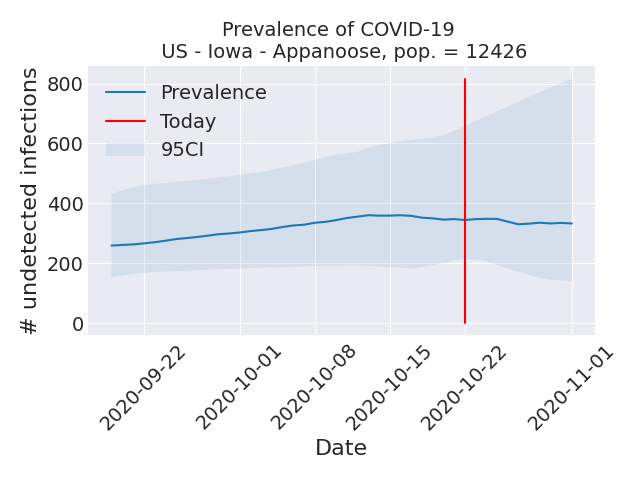 Prevalence of COVID-19
US - Iowa - Appanoose, pop. = 12426
# undetected infections
800
600
400
200
0
Prevalence
Today
95CI
2020-09-22
2020-10-01
2020-10-08
2020-10-15
2020-10-22
2020-11-01
Date